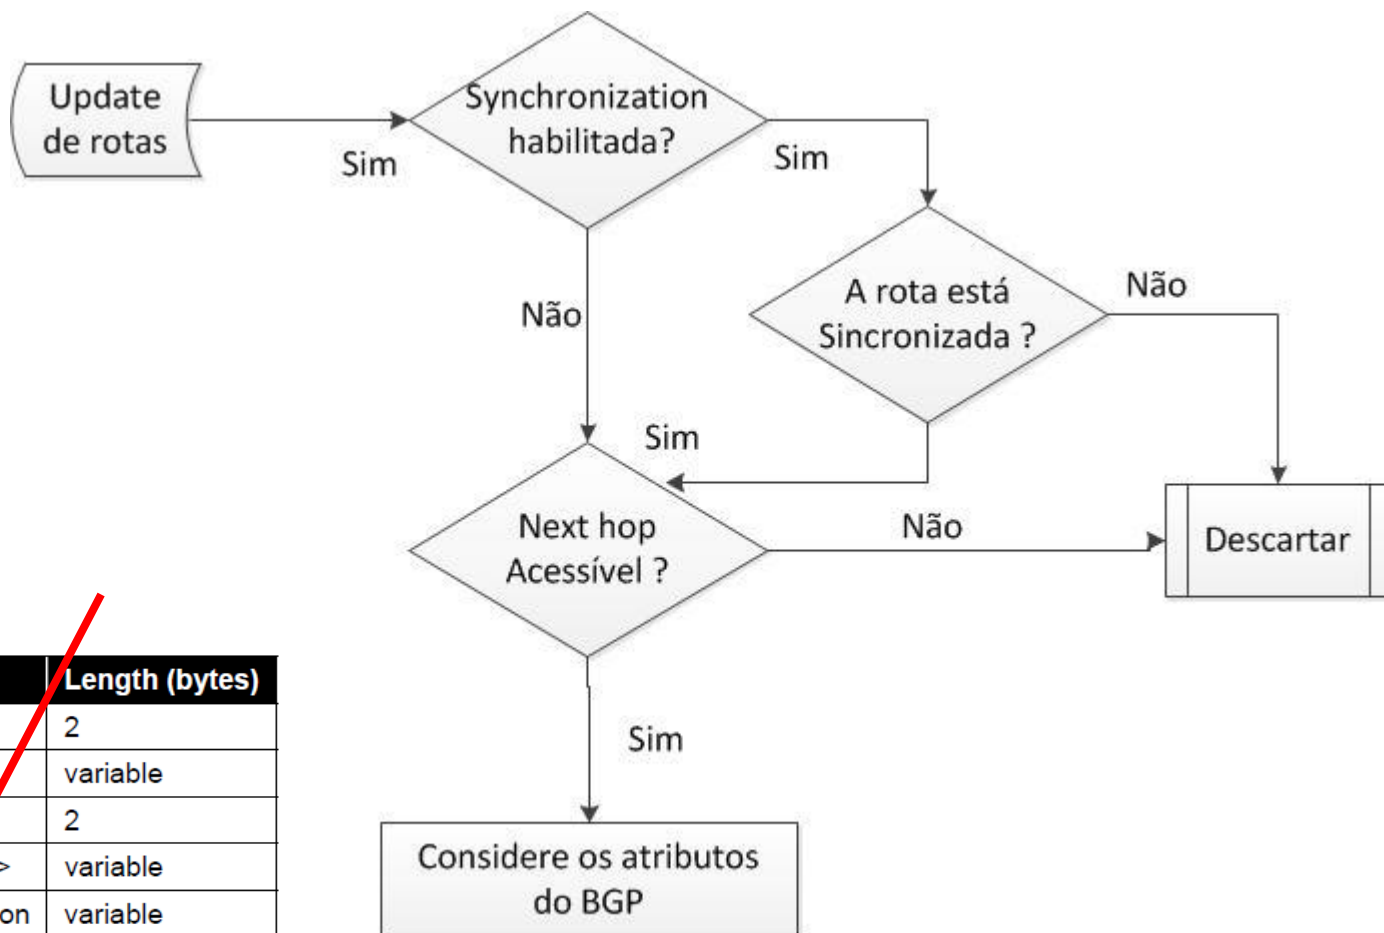 Update
de rotas
Sim
Synchronization
habilitada?
Sim
Não
A rota está
Sincronizada ?
Não
Sim
Next hop
Acessível ?
Não
Descartar
Sim
Considere os atributos
do BGP
Length (bytes)
2
variable
2
> variable
on variable